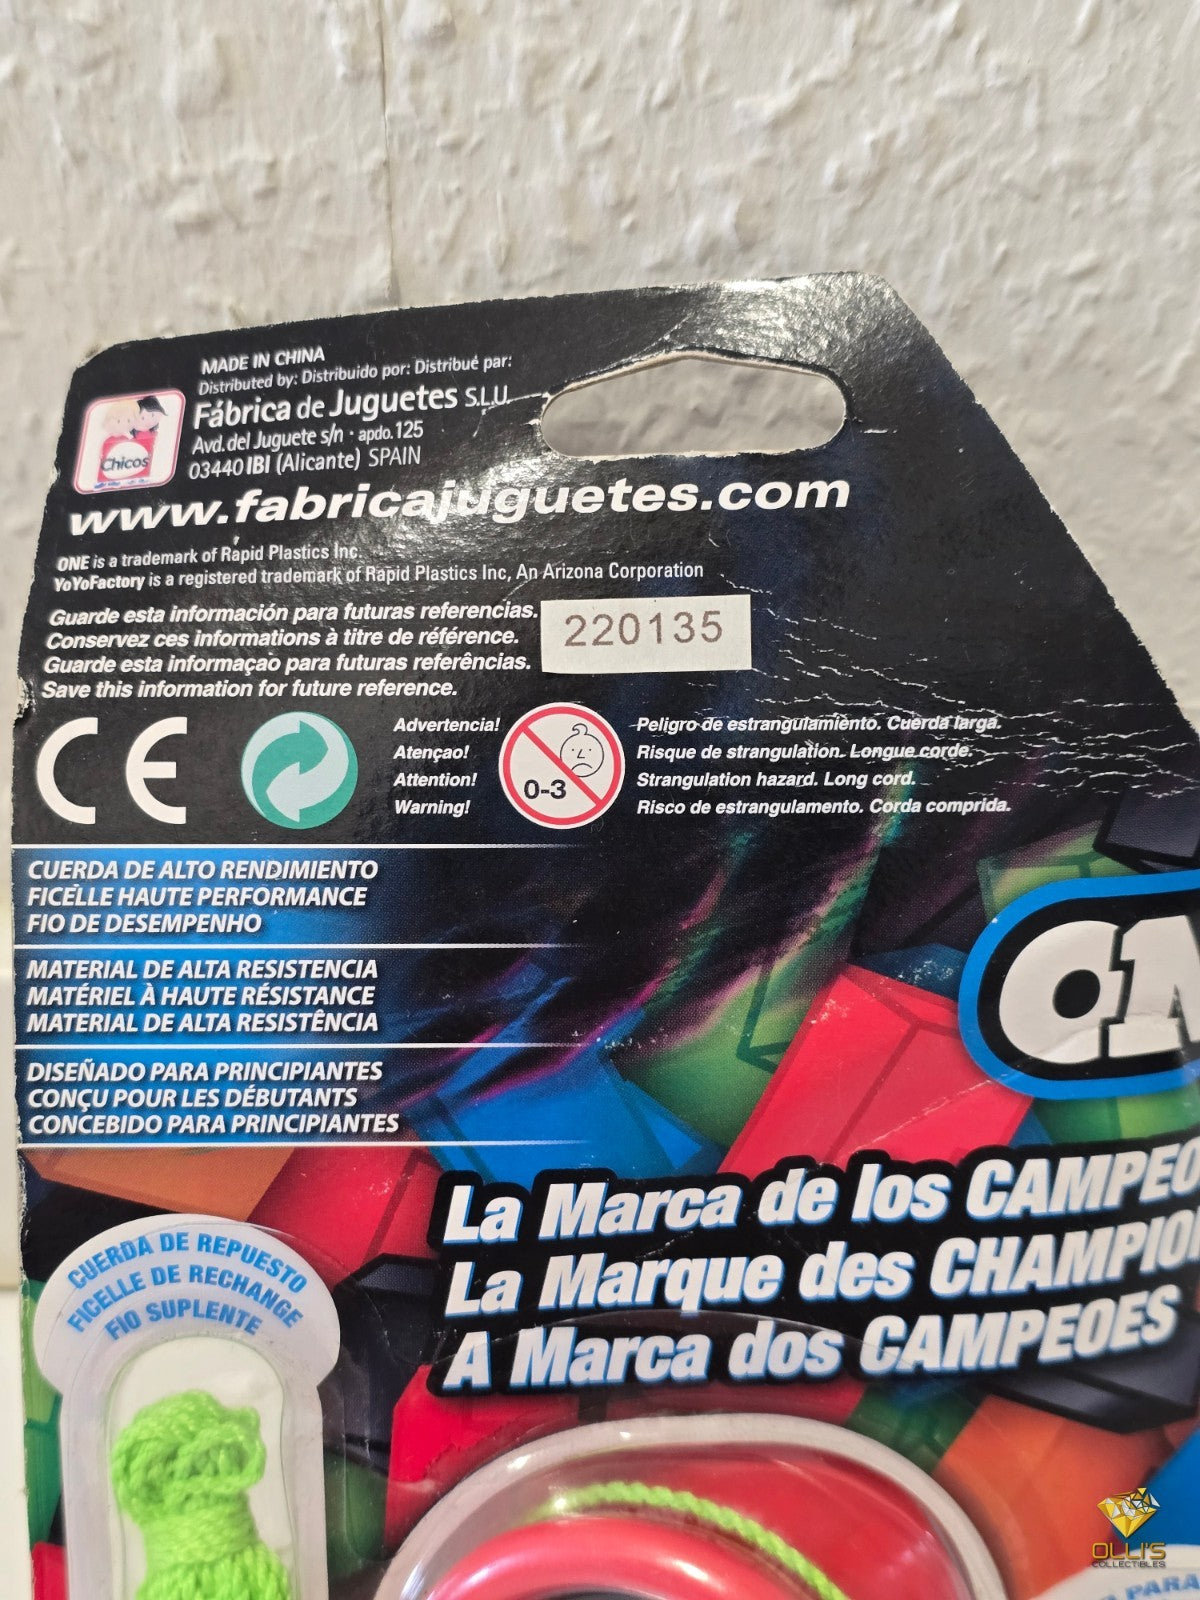 MADE IN CHINA
Distributed by: Distribuido por: Distribué par:
Fábrica de Juguetes S.L.U.
Avd. del Juguete s/n · apdo. 125
03440 IBI (Alicante) SPAIN
Chicos
www.fabricajuguetes.com
ONE is a trademark of Rapid Plastics Inc.
YoYoFactory is a registered trademark of Rapid Plastics Inc, An Arizona Corporation
Guarde esta información para futuras referencias.
Conservez ces informations à titre de référence.
Guarde esta informaçao para futuras referências.
Save this information for future reference.
220135
CE
Advertencia!
Atençao!
Attention!
Warning!
0-3
Peligro de estrangulamiento. Cuerda larga.
Risque de strangulation. Longue corde.
Strangulation hazard. Long cord.
Risco de estrangulamento. Corda comprida.
CUERDA DE ALTO RENDIMIENTO
FICELLE HAUTE PERFORMANCE
FIO DE DESEMPENHO
MATERIAL DE ALTA RESISTENCIA
MATÉRIEL À HAUTE RÉSISTANCE
MATERIAL DE ALTA RESISTÊNCIA
DISEÑADO PARA PRINCIPIANTES
CONÇU POUR LES DÉBUTANTS
CONCEBIDO PARA PRINCIPIANTES
La Marca de los CAMPEO
La Marque des CHAMPIO
A Marca dos CAMPEOES
CUERDA DE REPUESTO
FICELLE DE RECHANGE
FIO SUPLENTE
OLLI'S
COLLECTIBLES
PARA